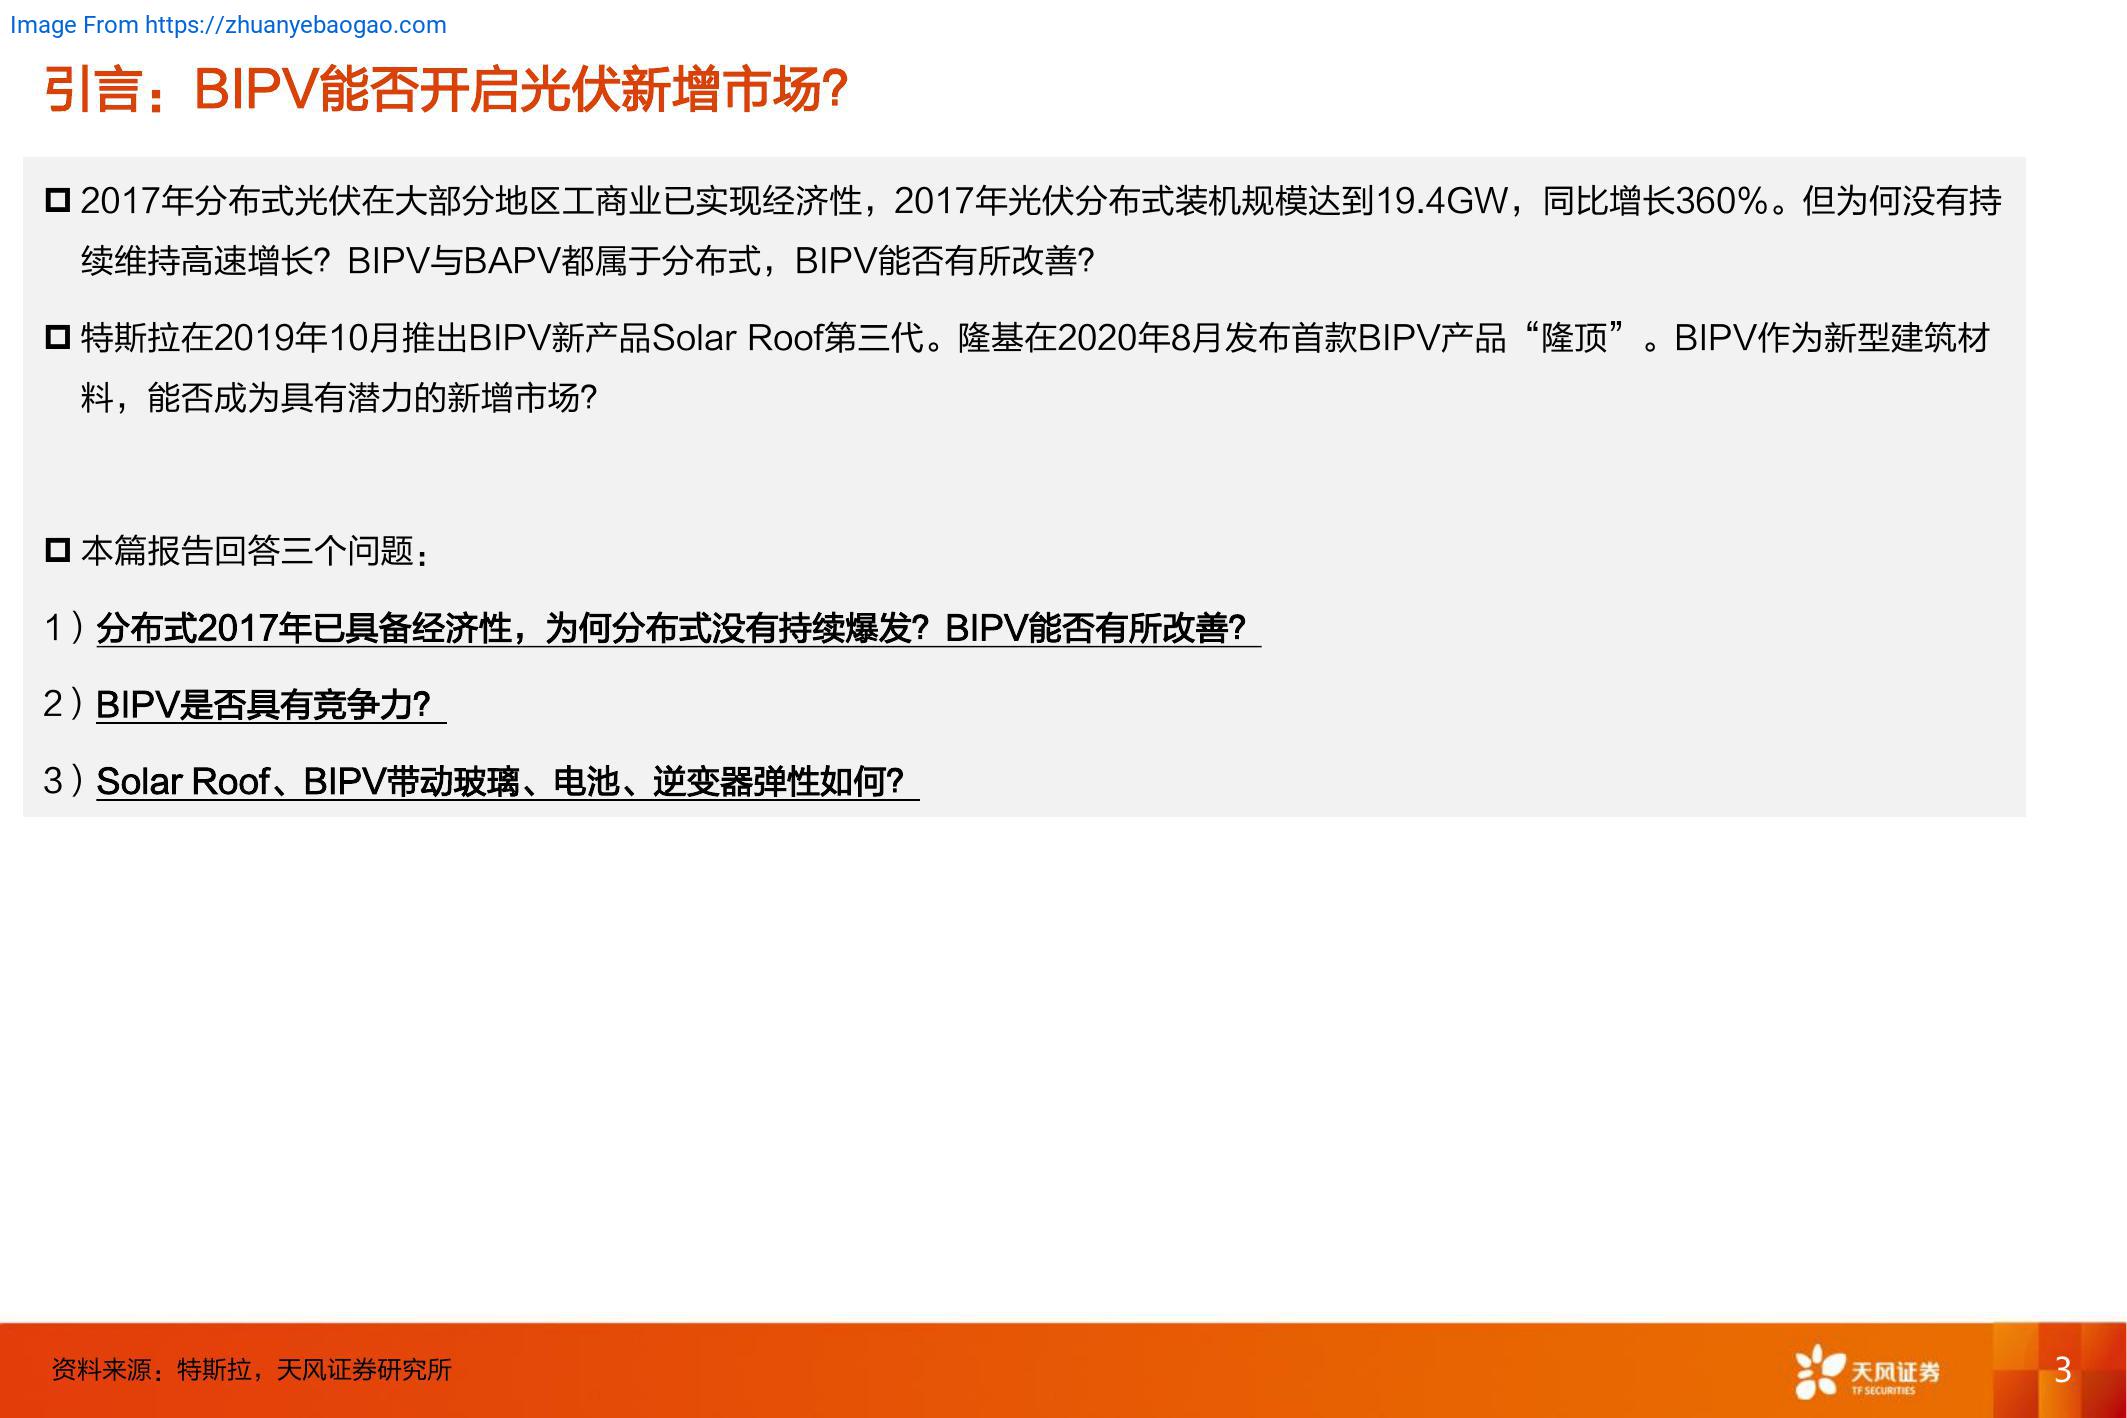 Image From https://zhuanyebaogao.com
引言：BIPV能否开启光伏新增市场？
2017年分布式光伏在大部分地区工商业已实现经济性，2017年光伏分布式装机规模达到19.4GW，同比增长360%。但为何没有持
续维持高速增长？BIPV与BAPV都属于分布式，BIPV能否有所改善？
特斯拉在2019年10月推出BIPV新产品Solar Roof第三代。隆基在2020年8月发布首款BIPV产品“隆顶”。BIPV作为新型建筑材
料，能否成为具有潜力的新增市场？
本篇报告回答三个问题：
1）分布式2017年已具备经济性，为何分布式没有持续爆发？BIPV能否有所改善？
2）BIPV是否具有竞争力？
3）Solar Roof、BIPV带动玻璃、电池、逆变器弹性如何？
资料来源：特斯拉，天风证券研究所
天风证券
TF SECURITIES
3